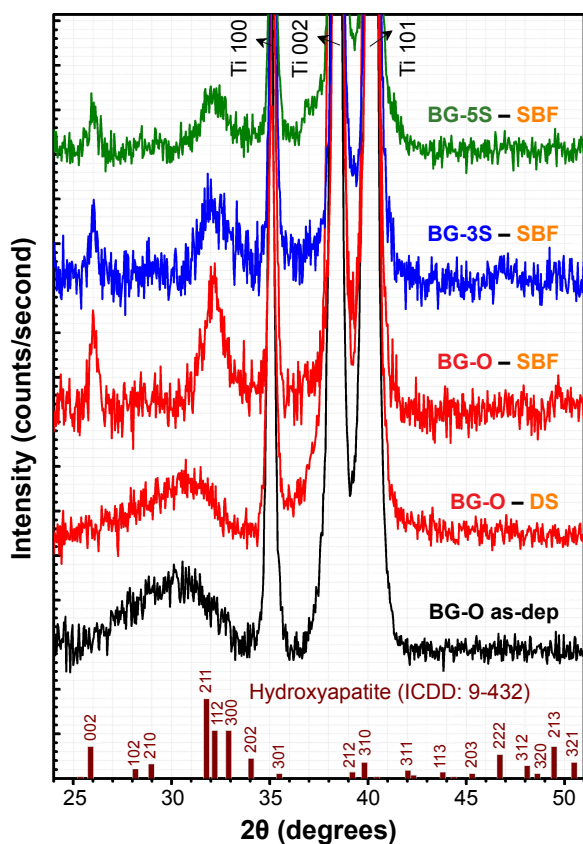 Ti 100
Ti 002
Ti 101
BG-5S – SBF
BG-3S – SBF
BG-O – SBF
BG-O – DS
BG-O as-dep
Hydroxyapatite (ICDD: 9-432)
002
102
210
211
112
300
202
301
212
310
311
113
203
222
312
320
213
321
25 30 35 40 45 50
2θ (degrees)
Intensity (counts/second)